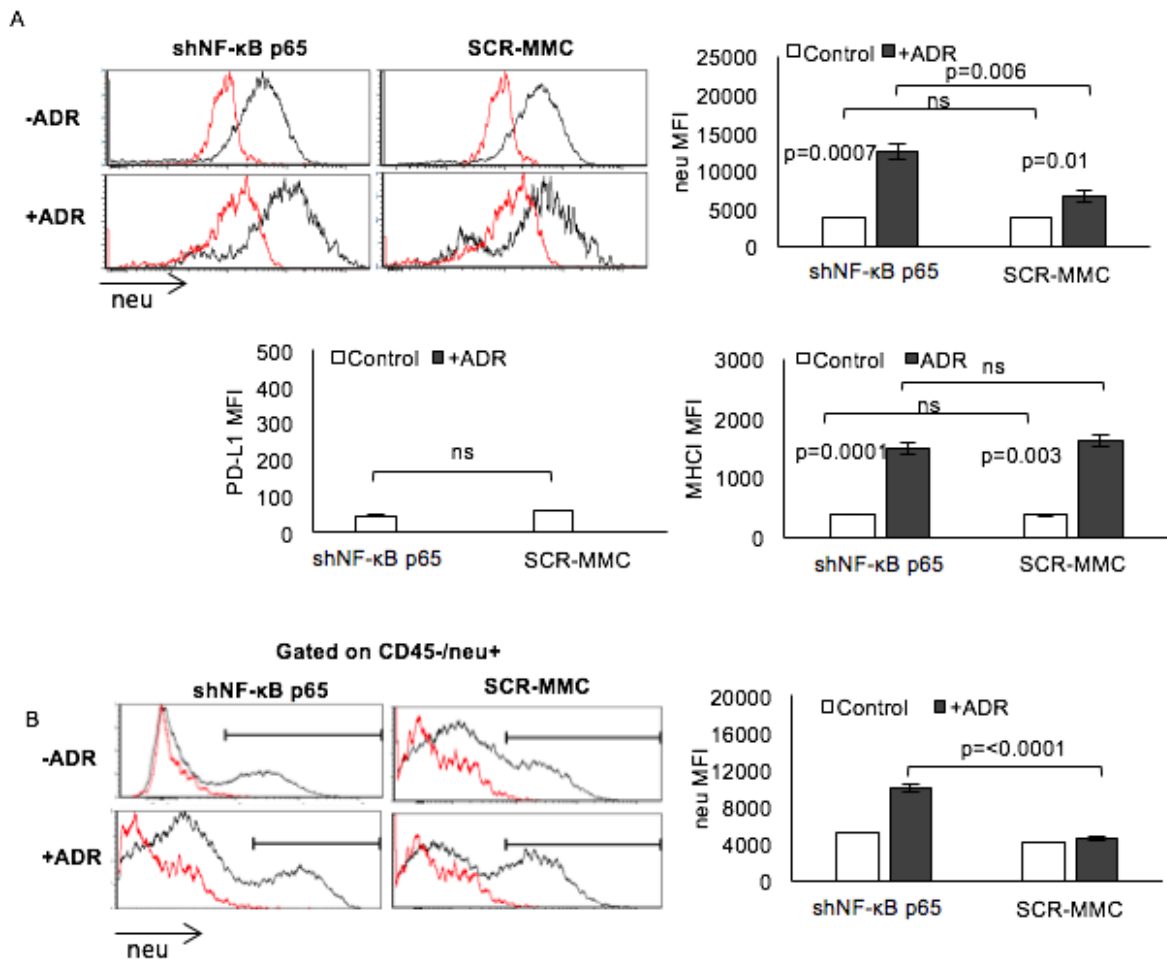 A
shNF-κB p65 SCR-MMC
-ADR
+ADR
neu
25000
20000
15000
10000
5000
0
neu MFI
Control +ADR
p=0.006
ns
p=0.0007
p=0.01
shNF-κB p65 SCR-MMC
500
400
300
200
100
0
PD-L1 MFI
Control +ADR
ns
shNF-κB p65 SCR-MMC
3000
2000
1000
0
MHCI MFI
Control ADR
ns
ns
p=0.0001
p=0.003
shNF-κB p65 SCR-MMC
B
Gated on CD45-/neu+
shNF-κB p65 SCR-MMC
-ADR
+ADR
neu
20000
16000
12000
8000
4000
0
neu MFI
Control +ADR
p=<0.0001
shNF-κB p65 SCR-MMC